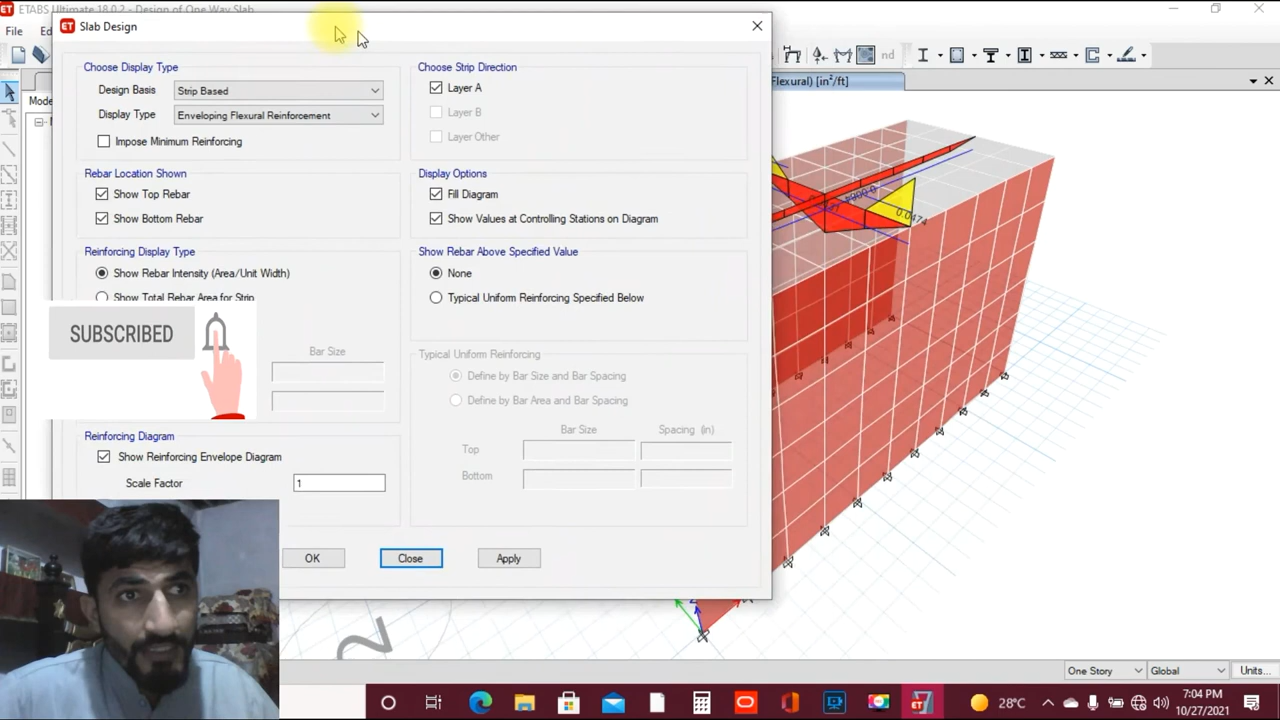 ETABS Ultimate 18.0.2 - Design of One Way Slab
File Ed
Slab Design
nd
Flexural) [in²/ft]
Mode
Choose Display Type
Design Basis Strip Based
Display Type Enveloping Flexural Reinforcement
Impose Minimum Reinforcing
Choose Strip Direction
Layer A
Layer B
Layer Other
Rebar Location Shown
Show Top Rebar
Show Bottom Rebar
Display Options
Fill Diagram
Show Values at Controlling Stations on Diagram
Reinforcing Display Type
Show Rebar Intensity (Area/Unit Width)
Show Total Rebar Area for Strip
Show Rebar Above Specified Value
None
Typical Uniform Reinforcing Specified Below
SUBSCRIBED
Bar Size
Typical Uniform Reinforcing
Define by Bar Size and Bar Spacing
Define by Bar Area and Bar Spacing
Bar Size Spacing (in)
Top
Bottom
Reinforcing Diagram
Show Reinforcing Envelope Diagram
Scale Factor 1
OK Close Apply
0.0474
2
One Story Global Units...
28°C
7:04 PM
10/27/2021